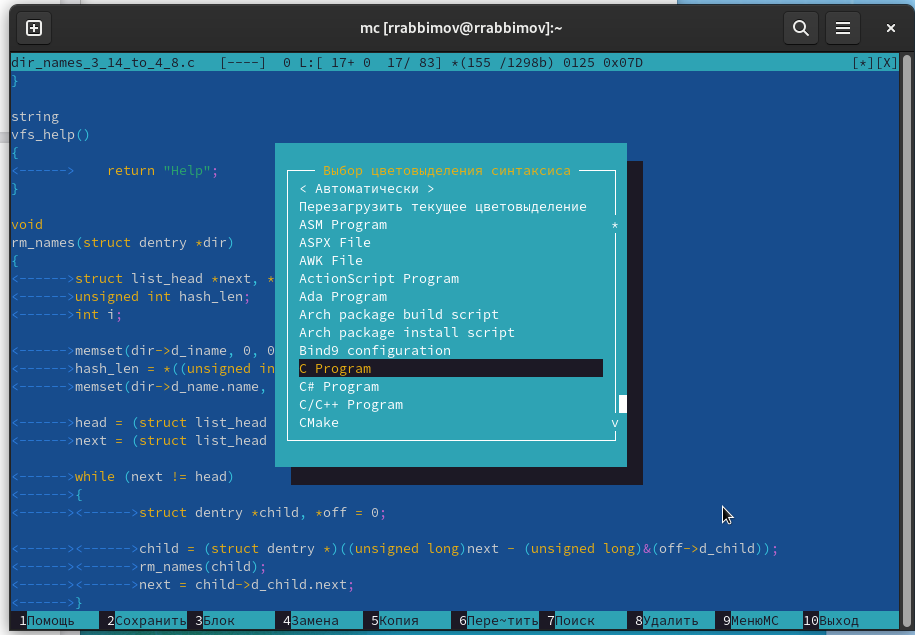 mc [rrabbimov@rrabbimov]:~
dir_names_3_14_to_4_8.c [----] 0 L:[ 17+ 0 17/ 83] *(155 /1298b) 0125 0x07D [*][X]
}
string
vfs_help()
{
<------> return "Help";
}
void
rm_names(struct dentry *dir)
{
<------>struct list_head *next, *
<------>unsigned int hash_len;
<------>int i;
<------>memset(dir->d_iname, 0, 0
<------>hash_len = *((unsigned in
<------>memset(dir->d_name.name,
<------>head = (struct list_head
<------>next = (struct list_head
<------>while (next != head)
<------>{
<------><------>struct dentry *child, *off = 0;
<------><------>child = (struct dentry *)((unsigned long)next - (unsigned long)&(off->d_child));
<------><------>rm_names(child);
<------><------>next = child->d_child.next;
<------>}
Выбор цветовыделения синтаксиса
< Автоматически >
Перезагрузить текущее цветовыделение
ASM Program
ASPX File
AWK File
ActionScript Program
Ada Program
Arch package build script
Arch package install script
Bind9 configuration
C Program
C# Program
C/C++ Program
CMake
1Помощь 2Сохранить 3Блок 4Замена 5Копия 6Пере~тить 7Поиск 8Удалить 9МенюMC 10Выход